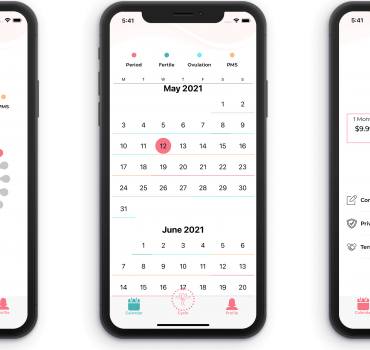 PMS
rofile
5:41
Period Fertile Ovulation PMS
M T W T F S S
May 2021
1 2
3 4 5 6 7 8 9
10 11 12 13 14 15 16
17 18 19 20 21 22 23
24 25 26 27 28 29 30
31
June 2021
1 2 3 4 5 6
7 8 9 10 11 12 13
14 15 16 17 18 19 20
Calendar Cycle Profile
5:41
1 Mon
$9.9
Con
Priv
Ter
Calenda